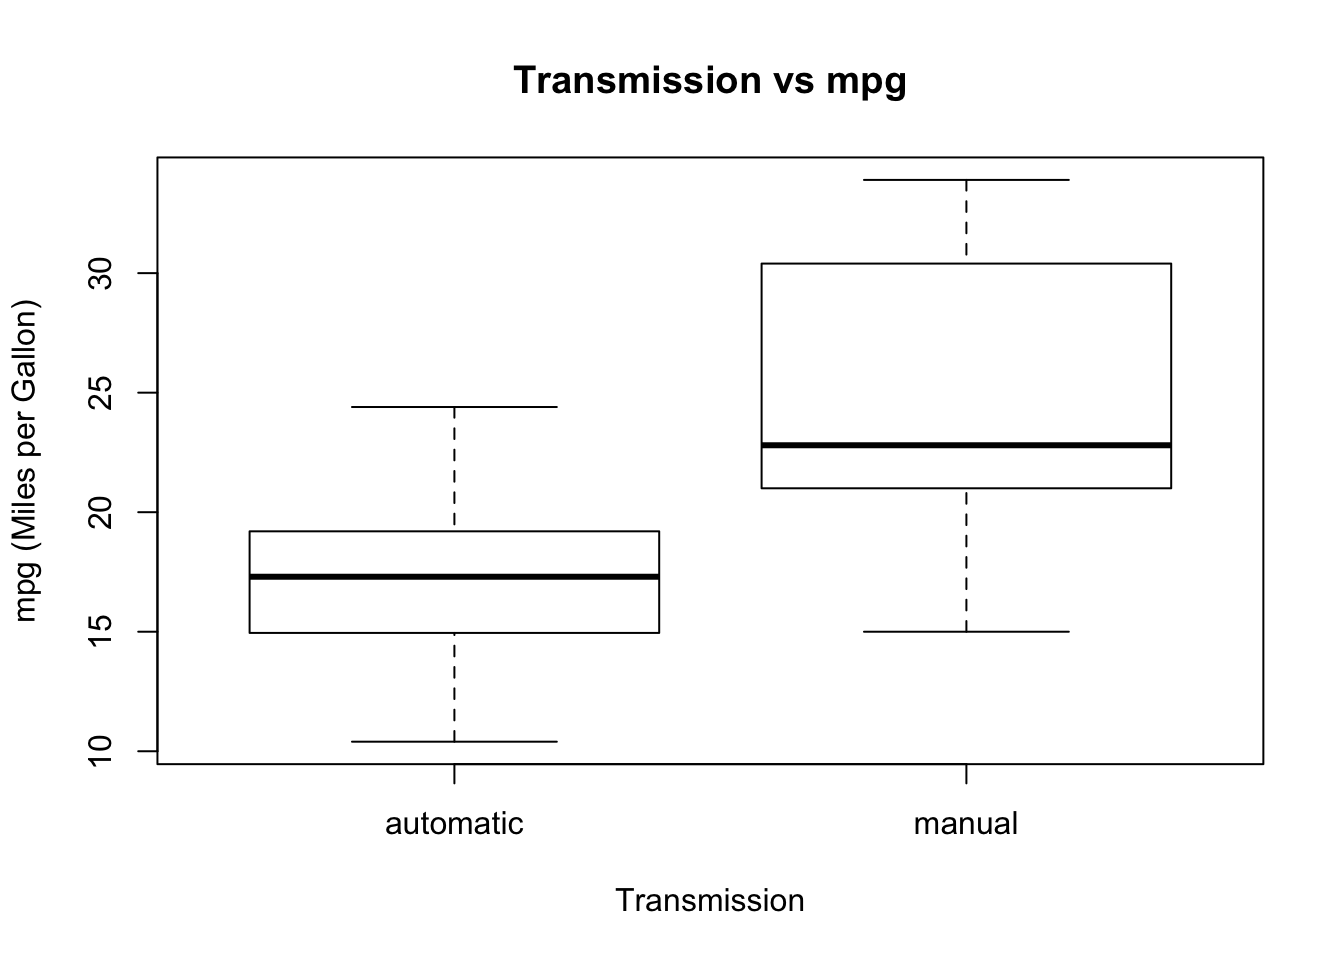 Transmission vs mpg
mpg (Miles per Gallon)
30
25
20
15
10
automatic
manual
Transmission